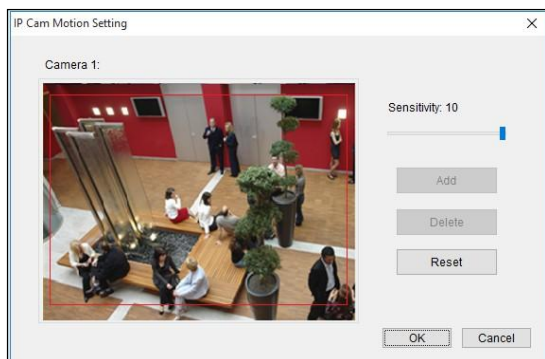 IP Cam Motion Setting
Camera 1:
Sensitivity: 10
Add
Delete
Reset
OK
Cancel